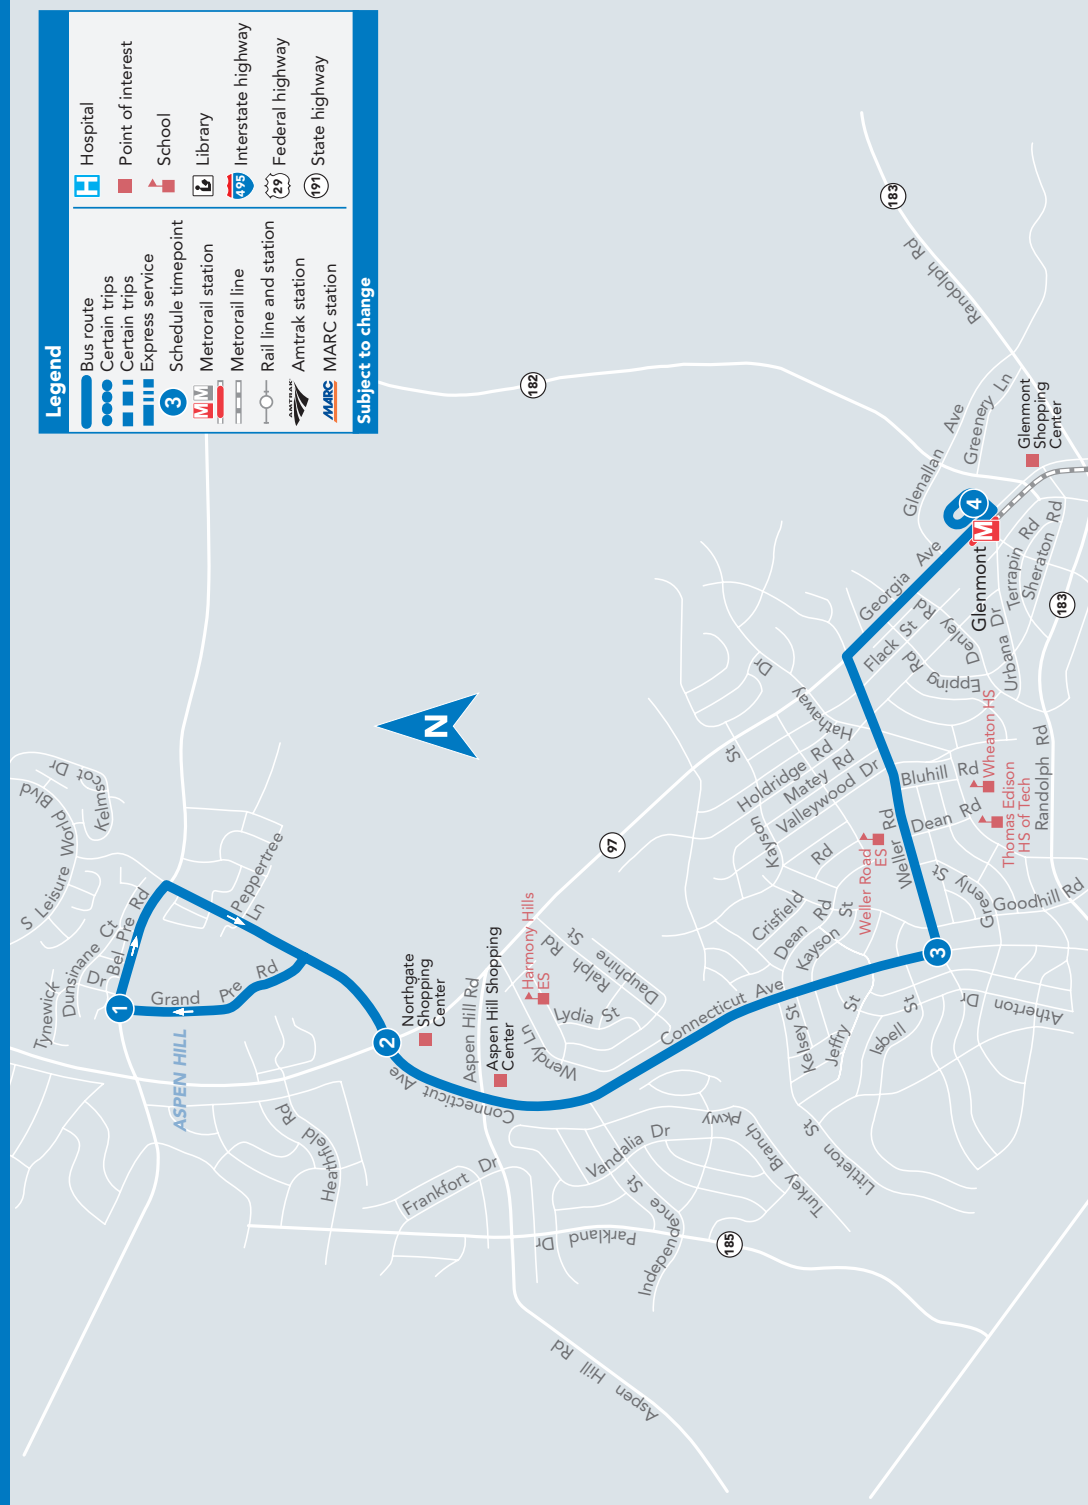 Legend
Bus route
Certain trips
Certain trips
Express service
3
Schedule timepoint
M M
Metrorail station
Metrorail line
Rail line and station
AMTRAK
Amtrak station
MARC
MARC station
H
Hospital
Point of interest
School
Library
495
Interstate highway
29
Federal highway
191
State highway
Subject to change
183
Randolph Rd
182
Glenallan Ave
Greenery Ln
Glenmont
Shopping
Center
4
M
Glenmont
Georgia Ave
Terrapin Rd
Sheraton Rd
183
Flack St
Denley Rd
Epping Rd
Urbana Dr
N
Hathaway Dr
St
Holdridge Rd
Matey Rd
Valleywood Dr
Kayson
Bluhill Rd
Wheaton HS
Dean Rd
Thomas Edison
HS of Tech
Randolph Rd
Weller Rd
Weller Road
ES
Rd
Greenly St
Goodhill Rd
97
Crisfield
Dean Rd
Kayson St
3
Kelmscot Dr
S Leisure World Blvd
Peppertree
Ln
Bel Pre Rd
Dunsinane Ct
Tynewick
Dr
1
Grand Pre Rd
ASPEN HILL
2
Northgate
Shopping
Center
Aspen Hill Rd
Aspen Hill Shopping
Center
Harmony Hills
ES
Ralph Rd
Dauphine St
Lydia St
Wendy Ln
Connecticut Ave
Connecticut Ave
Kelsey St
Jeffry St
Isbell St
Atherton Dr
Heathfield Rd
Frankfort Dr
Vandalia Dr
Turkey Branch Pkwy
Littleton St
Independence St
Parkland Dr
185
Aspen Hill Rd